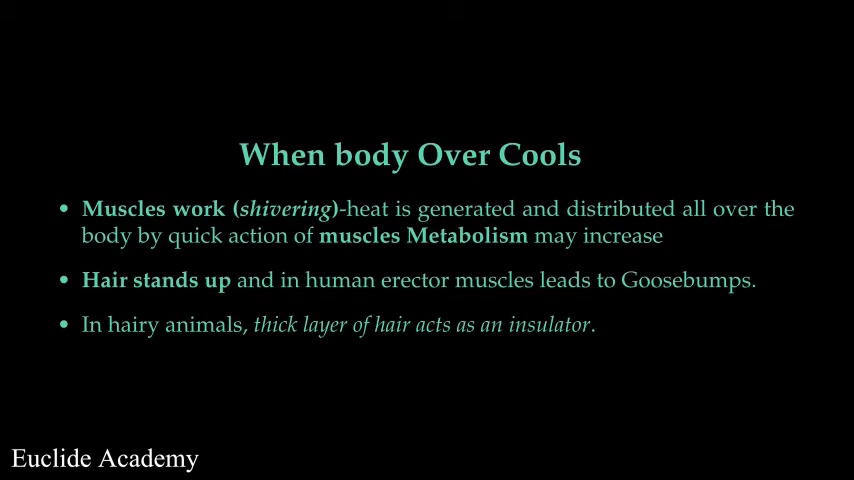 When body Over Cools
• Muscles work (shivering)-heat is generated and distributed all over the
body by quick action of muscles Metabolism may increase
• Hair stands up and in human erector muscles leads to Goosebumps.
• In hairy animals, thick layer of hair acts as an insulator.
Euclide Academy